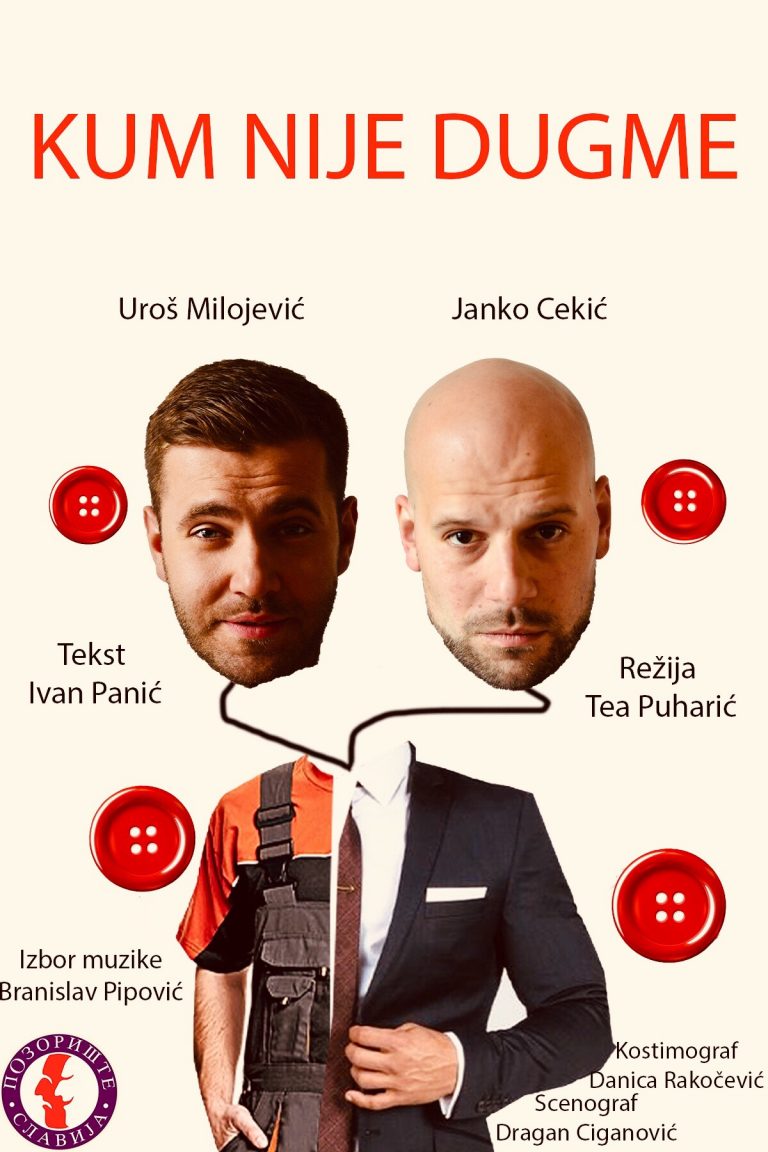 KUM NIJE DUGME
Uroš Milojević
Janko Cekić
Tekst
Ivan Panić
Režija
Tea Puharić
Izbor muzike
Branislav Pipović
Kostimograf
Danica Rakočević
Scenograf
Dragan Ciganović
ПОЗОРИШТЕ
СЛАВИЈА